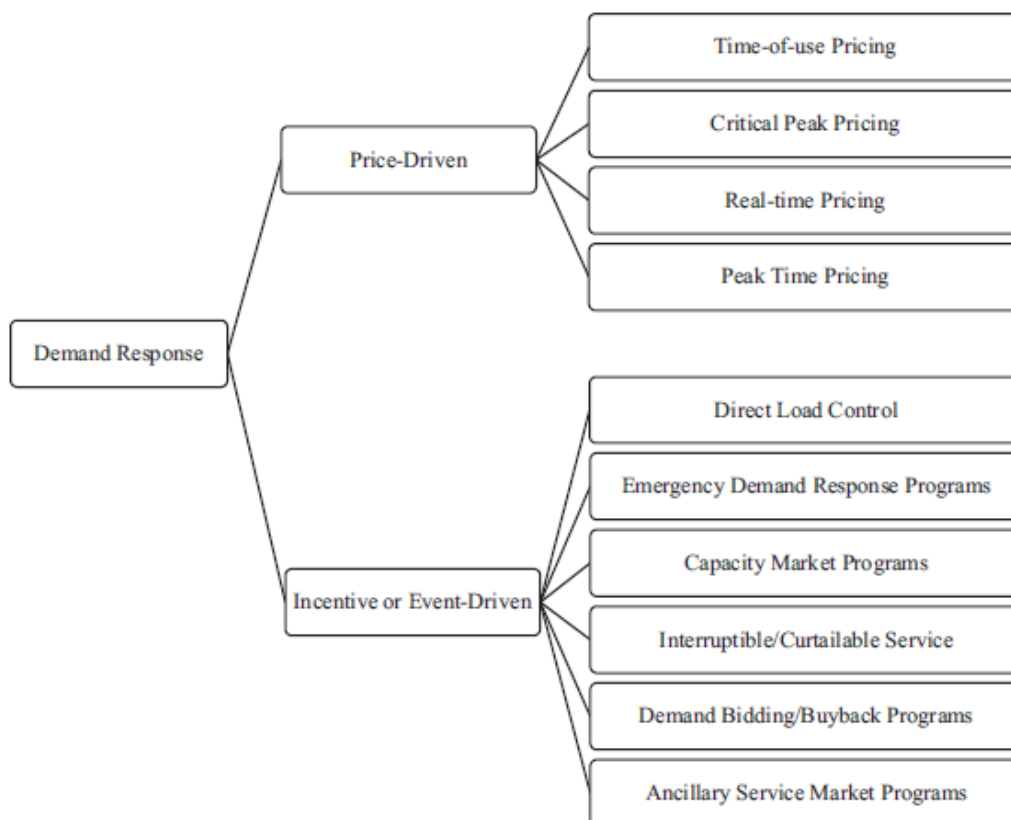 Time-of-use Pricing
Critical Peak Pricing
Price-Driven
Real-time Pricing
Peak Time Pricing
Demand Response
Direct Load Control
Emergency Demand Response Programs
Capacity Market Programs
Incentive or Event-Driven
Interruptible/Curtailable Service
Demand Bidding/Buyback Programs
Ancillary Service Market Programs